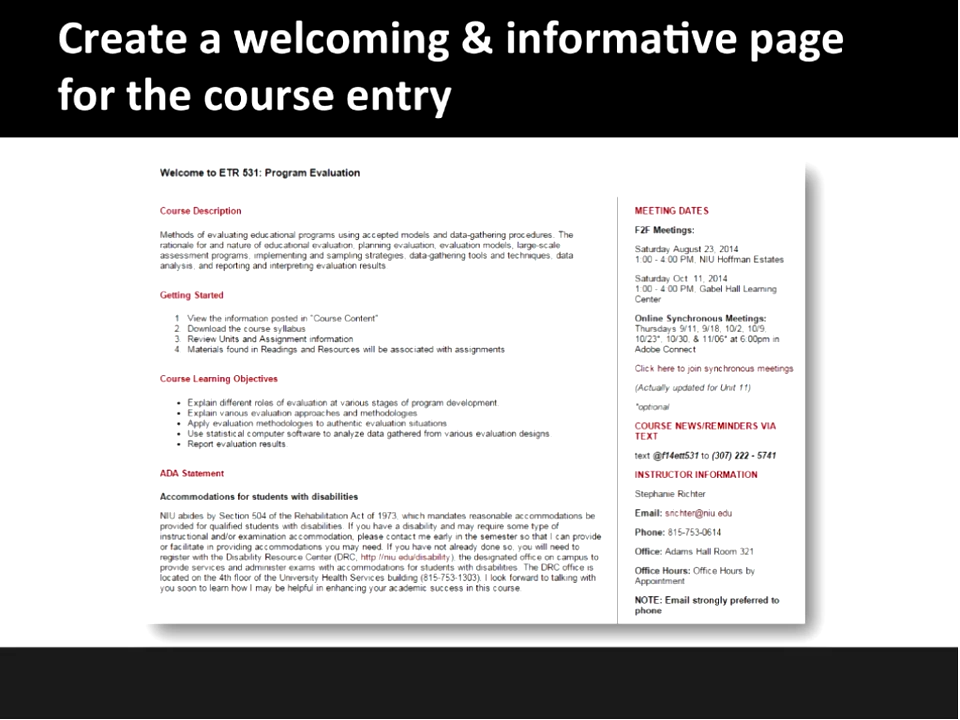 Create a welcoming & informative page
for the course entry
Welcome to ETR 531: Program Evaluation
Course Description
Methods of evaluating educational programs using accepted models and data-gathering procedures. The
rationale for and nature of educational evaluation, planning evaluation, evaluation models, large-scale
assessment programs, implementing and sampling strategies, data-gathering tools and techniques, data
analysis, and reporting and interpreting evaluation results.
Getting Started
1 View the information posted in "Course Content"
2 Download the course syllabus
3 Review Units and Assignment information
4 Materials found in Readings and Resources will be associated with assignments
Course Learning Objectives
• Explain different roles of evaluation at various stages of program development.
• Explain various evaluation approaches and methodologies
• Apply evaluation methodologies to authentic evaluation situations
• Use statistical computer software to analyze data gathered from various evaluation designs
• Report evaluation results.
ADA Statement
Accommodations for students with disabilities
NIU abides by Section 504 of the Rehabilitation Act of 1973, which mandates reasonable accommodations be
provided for qualified students with disabilities. If you have a disability and may require some type of
instructional and/or examination accommodation, please contact me early in the semester so that I can provide
or facilitate in providing accommodations you may need. If you have not already done so, you will need to
register with the Disability Resource Center (DRC, http://niu.edu/disability), the designated office on campus to
provide services and administer exams with accommodations for students with disabilities. The DRC office is
located on the 4th floor of the University Health Services building (815-753-1303). I look forward to talking with
you soon to learn how I may be helpful in enhancing your academic success in this course.
MEETING DATES
F2F Meetings:
Saturday August 23, 2014
1:00 - 4:00 PM, NIU Hoffman Estates
Saturday Oct 11, 2014
1:00 - 4:00 PM, Gabel Hall Learning
Center
Online Synchronous Meetings:
Thursdays 9/11, 9/18, 10/2, 10/9,
10/23*, 10/30, & 11/06* at 6:00pm in
Adobe Connect
Click here to join synchronous meetings
(Actually updated for Unit 11)
*optional
COURSE NEWS/REMINDERS VIA
TEXT
text @f14ett531 to (307) 222 - 5741
INSTRUCTOR INFORMATION
Stephanie Richter
Email: srichter@niu.edu
Phone: 815-753-0614
Office: Adams Hall Room 321
Office Hours: Office Hours by
Appointment
NOTE: Email strongly preferred to
phone